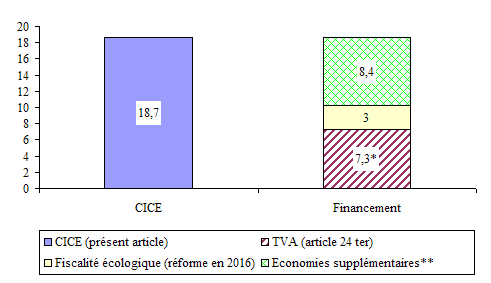 20
18
16
14
12
10
8
6
4
2
0
18,7
8,4
3
7,3*
CICE
Financement
CICE (présent article)
TVA (article 24 ter)
Fiscalité écologique (réforme en 2016)
Economies supplémentaires**